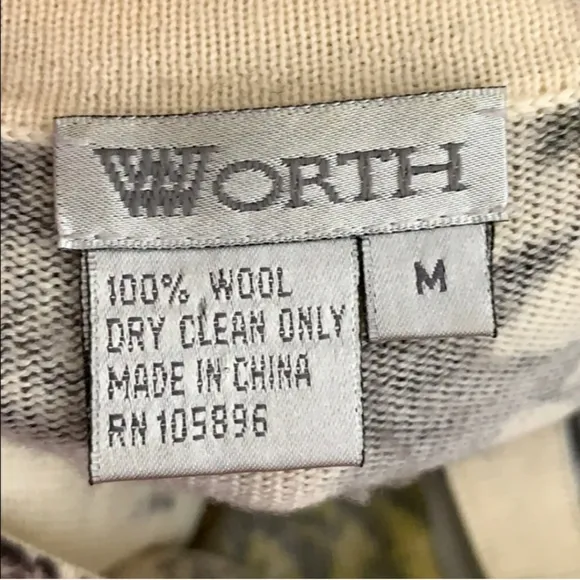 WORTH
M
100% WOOL
DRY CLEAN ONLY
MADE IN CHINA
RN 105896